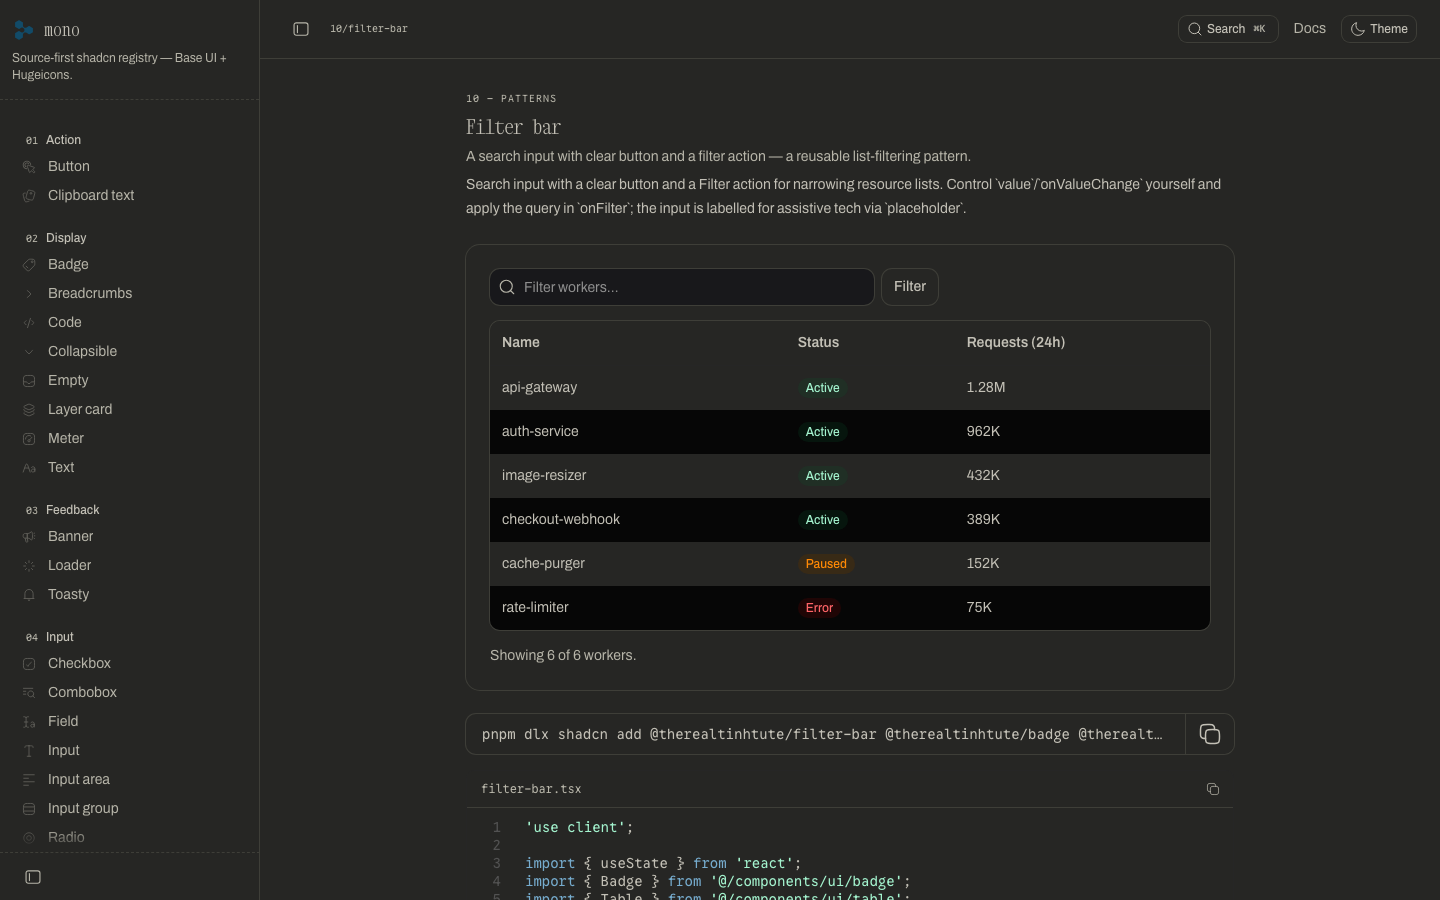 mono
Source-first shadcn registry — Base UI +
Hugeicons.
01 Action
Button
Clipboard text
02 Display
Badge
Breadcrumbs
Code
Collapsible
Empty
Layer card
Meter
Text
03 Feedback
Banner
Loader
Toasty
04 Input
Checkbox
Combobox
Field
Input
Input area
Input group
Radio
10/filter-bar
Search ⌘K
Docs
Theme
10 — PATTERNS
Filter bar
A search input with clear button and a filter action — a reusable list-filtering pattern.
Search input with a clear button and a Filter action for narrowing resource lists. Control `value`/`onValueChange` yourself and
apply the query in `onFilter`; the input is labelled for assistive tech via `placeholder`.
Filter workers...
Filter
Name Status Requests (24h)
api-gateway Active 1.28M
auth-service Active 962K
image-resizer Active 432K
checkout-webhook Active 389K
cache-purger Paused 152K
rate-limiter Error 75K
Showing 6 of 6 workers.
pnpm dlx shadcn add @therealtinhtute/filter-bar @therealtinhtute/badge @therealt…
filter-bar.tsx
1 'use client';
2
3 import { useState } from 'react';
4 import { Badge } from '@/components/ui/badge';
5 import { Table } from '@/components/ui/table';